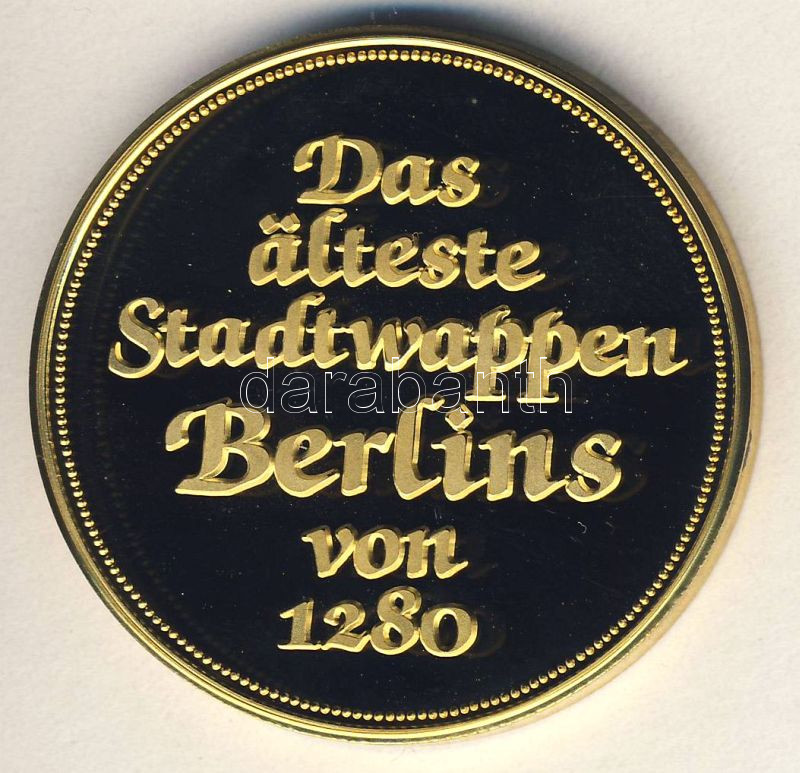 Das
älteste
Stadtwappen
darabanth
Berlins
von
1280